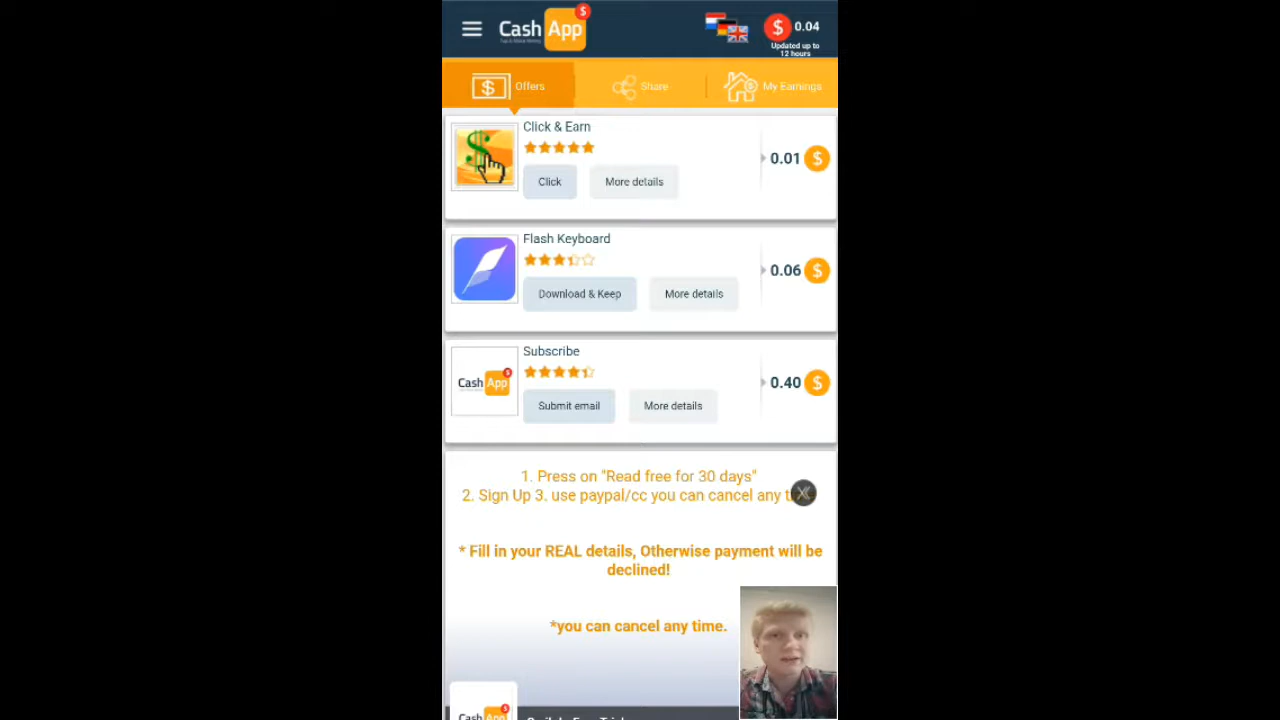 Cash App $
$ 0.04
Updated up to
12 hours
$ Offers
Share
My Earnings
Click & Earn
0.01 $
Click
More details
Flash Keyboard
0.06 $
Download & Keep
More details
Subscribe
Cash App $
0.40 $
Submit email
More details
1. Press on "Read free for 30 days"
2. Sign Up 3. use paypal/cc you can cancel any
X
* Fill in your REAL details, Otherwise payment will be
declined!
*you can cancel any time.
Cash App $